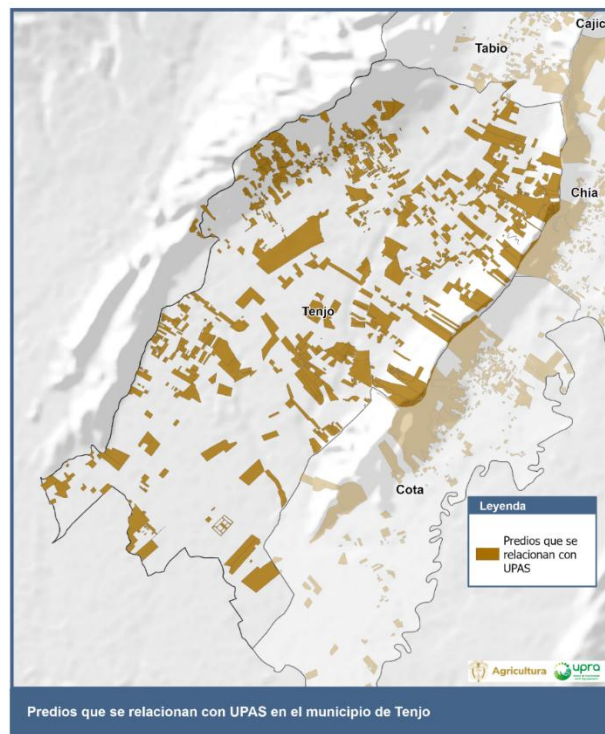 Cajic
Tabio
Chía
Tenjo
Cota
Leyenda
Predios que se
relacionan con
UPAS
Agricultura
upra
Predios que se relacionan con UPAS en el municipio de Tenjo